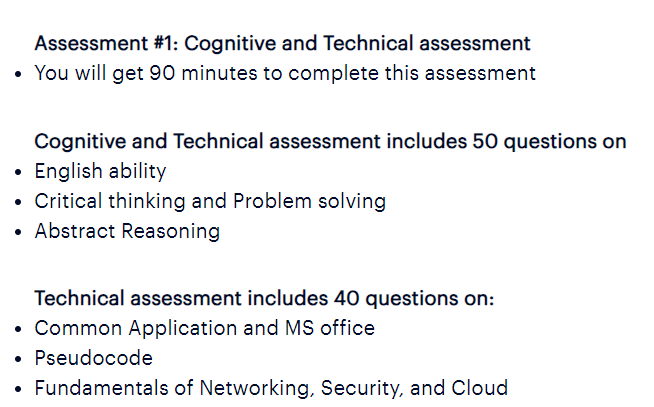 Assessment #1: Cognitive and Technical assessment
• You will get 90 minutes to complete this assessment
Cognitive and Technical assessment includes 50 questions on
• English ability
• Critical thinking and Problem solving
• Abstract Reasoning
Technical assessment includes 40 questions on:
• Common Application and MS office
• Pseudocode
• Fundamentals of Networking, Security, and Cloud